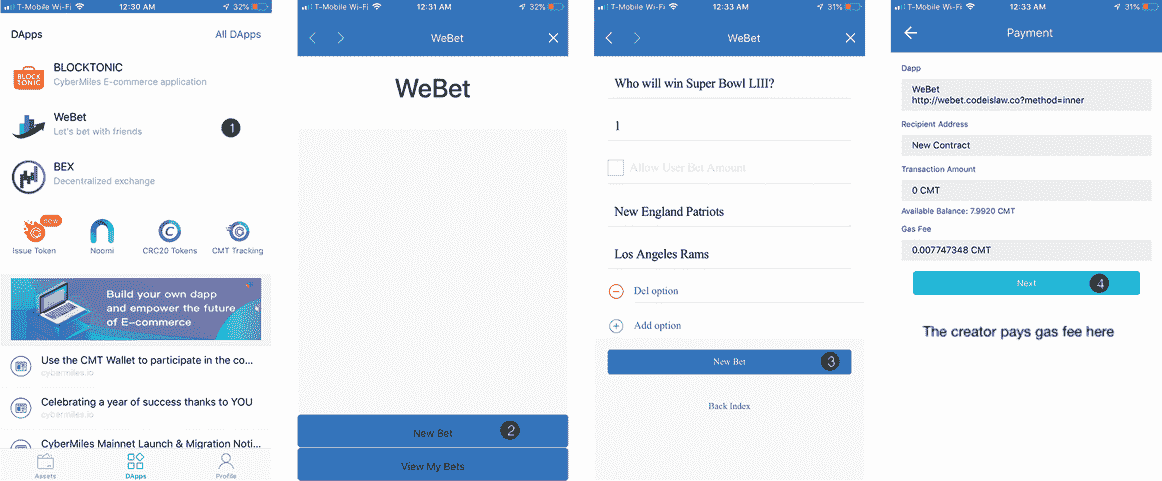 T-Mobile Wi-Fi 12:30 AM 32%
DApps All DApps
BLOCKTONIC
CyberMiles E-commerce application
BLOCK
TONIC
WeBet
Let's bet with friends
1
BEX
Decentralized exchange
new
Issue Token Noomi CRC20 Tokens CMT Tracking
Build your own dapp
and empower the future
of E-commerce
Use the CMT Wallet to participate in the co...
cybermiles.io
Celebrating a year of success thanks to YOU
cybermiles.io
CyberMiles Mainnet Launch & Migration Noti...
Assets DApps Profile
T-Mobile Wi-Fi 12:31 AM 32%
WeBet
WeBet
New Bet 2
View My Bets
T-Mobile Wi-Fi 12:33 AM 31%
WeBet
Who will win Super Bowl LIII?
1
Allow User Bet Amount
New England Patriots
Los Angeles Rams
Del option
Add option
New Bet 3
Back Index
T-Mobile Wi-Fi 12:33 AM 31%
Payment
Dapp
WeBet
http://webet.codeislaw.co?method=inner
Recipient Address
New Contract
Transaction Amount
0 CMT
Available Balance: 7.9920 CMT
Gas Fee
0.007747348 CMT
Next 4
The creator pays gas fee here